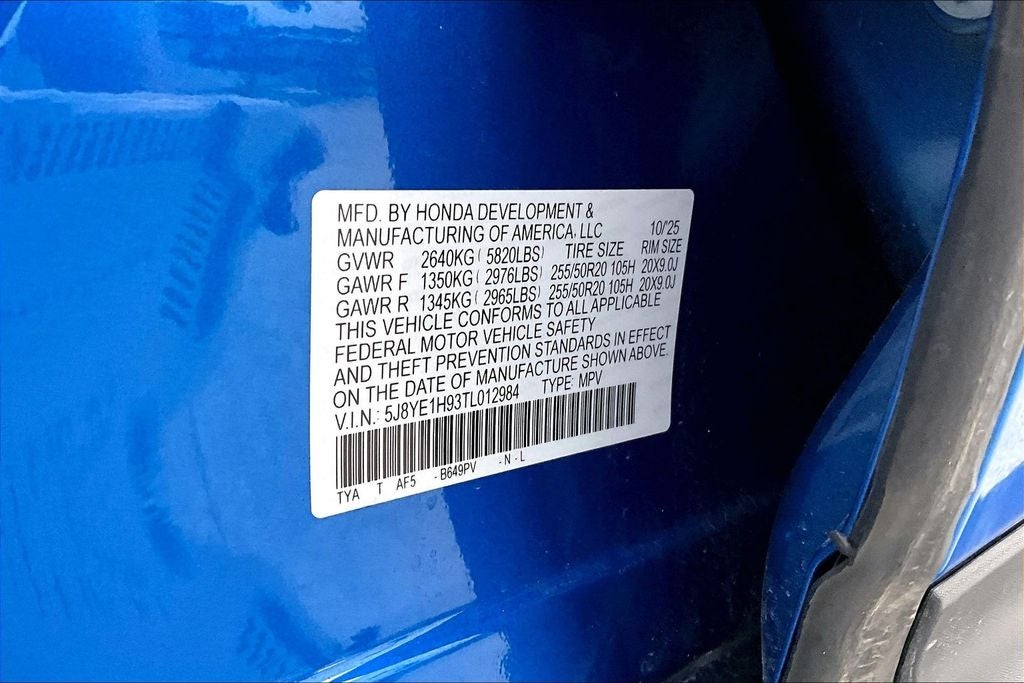 MFD. BY HONDA DEVELOPMENT &
MANUFACTURING OF AMERICA, LLC 10/'25
GVWR 2640KG ( 5820LBS) TIRE SIZE RIM SIZE
GAWR F 1350KG ( 2976LBS) 255/50R20 105H 20X9.0J
GAWR R 1345KG ( 2965LBS) 255/50R20 105H 20X9.0J
THIS VEHICLE CONFORMS TO ALL APPLICABLE
FEDERAL MOTOR VEHICLE SAFETY
AND THEFT PREVENTION STANDARDS IN EFFECT
ON THE DATE OF MANUFACTURE SHOWN ABOVE.
V.I.N.: 5J8YE1H93TL012984 TYPE: MPV
TYA T AF5 - B649PV - N - L